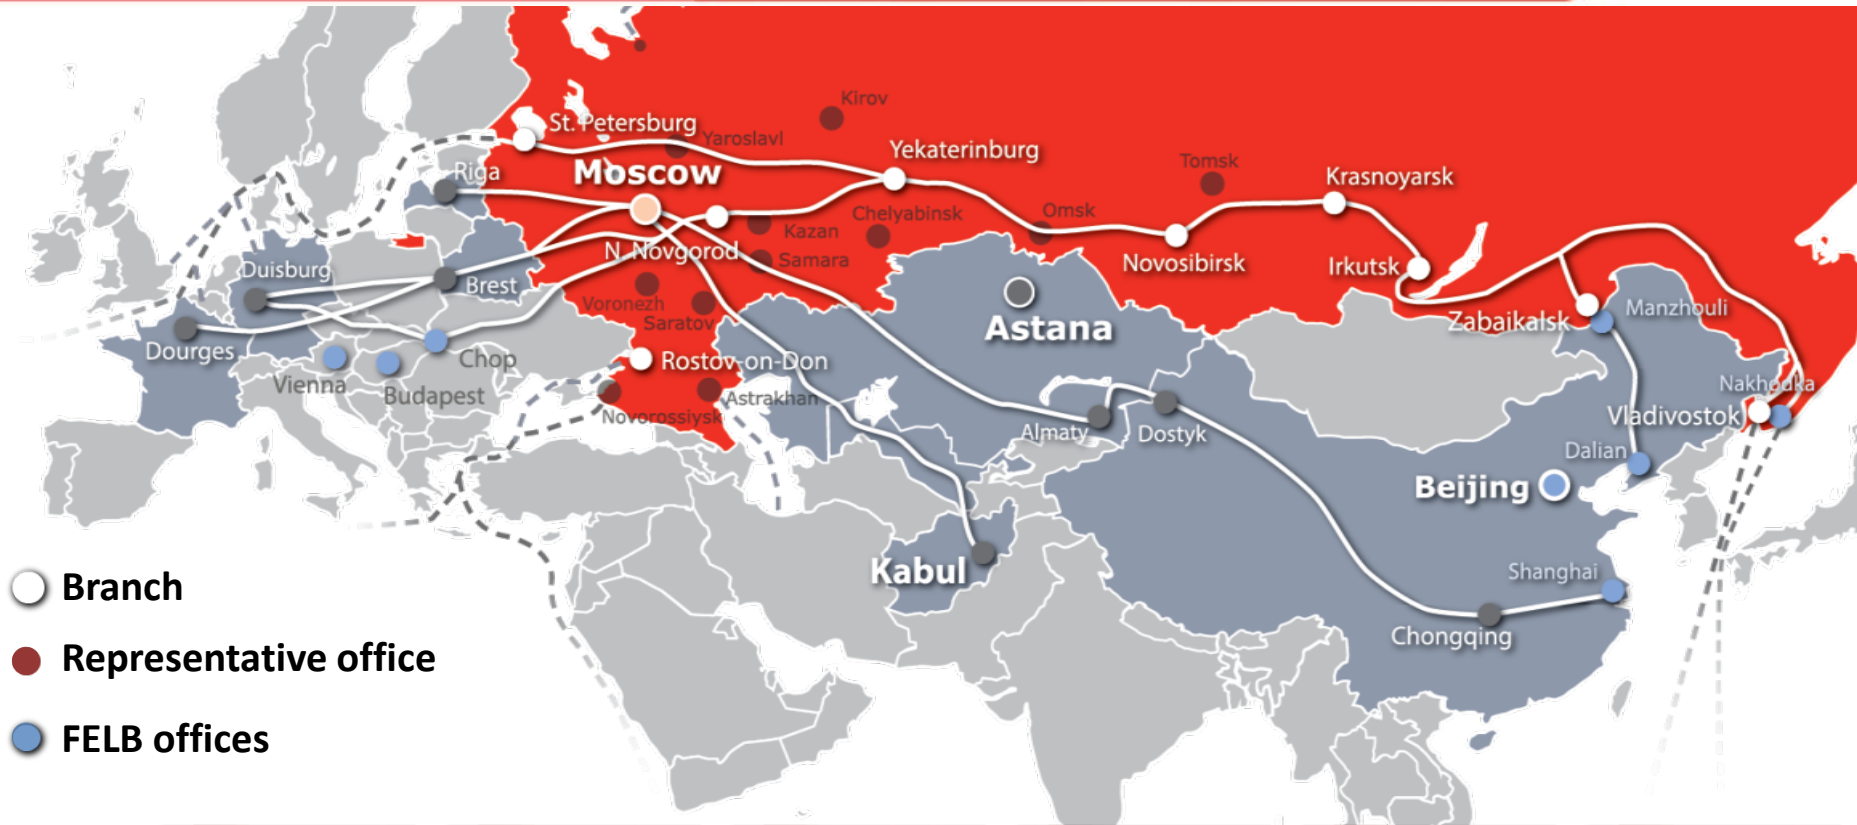 Kirov
St. Petersburg
Yaroslavl
Yekaterinburg
Riga
Moscow
Tomsk
Krasnoyarsk
Chelyabinsk
Omsk
Kazan
N. Novgorod
Samara
Novosibirsk
Irkutsk
Duisburg
Brest
Voronezh
Saratov
Astana
Zabaikalsk
Manzhouli
Dourges
Chop
Vienna
Budapest
Rostov-on-Don
Astrakhan
Novorossiysk
Nakhodka
Vladivostok
Almaty
Dostyk
Dalian
Beijing
Kabul
Shanghai
Chongqing
Branch
Representative office
FELB offices